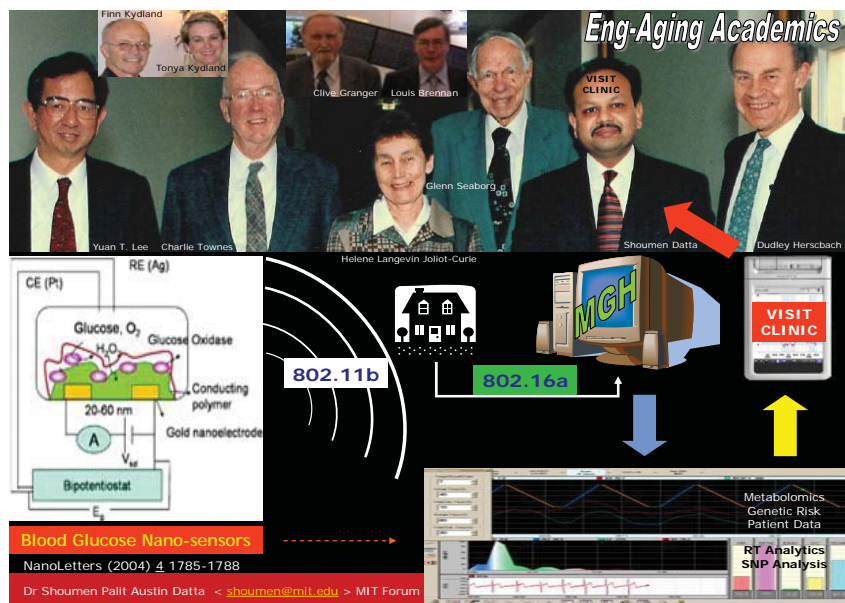 Eng-Aging Academics
Finn Kydland
Tonya Kydland
Clive Granger
Louis Brennan
VISIT
CLINIC
Glenn Seaborg
Yuan T. Lee
Charlie Townes
Shoumen Datta
Dudley Herscbach
Helene Langevin Joliot-Curie
RE (Ag)
CE (Pt)
Glucose, O2
Glucose Oxidase
H2O
Conducting
polymer
20-60 nm
Gold nanoelectrode
A
Vsd
Bipotentiostat
Eg
802.11b
802.16a
MGH
VISIT
CLINIC
Metabolomics
Genetic Risk
Patient Data
RT Analytics
SNP Analysis
Blood Glucose Nano-sensors
NanoLetters (2004) 4 1785-1788
Dr Shoumen Palit Austin Datta < shoumen@mit.edu > MIT Forum